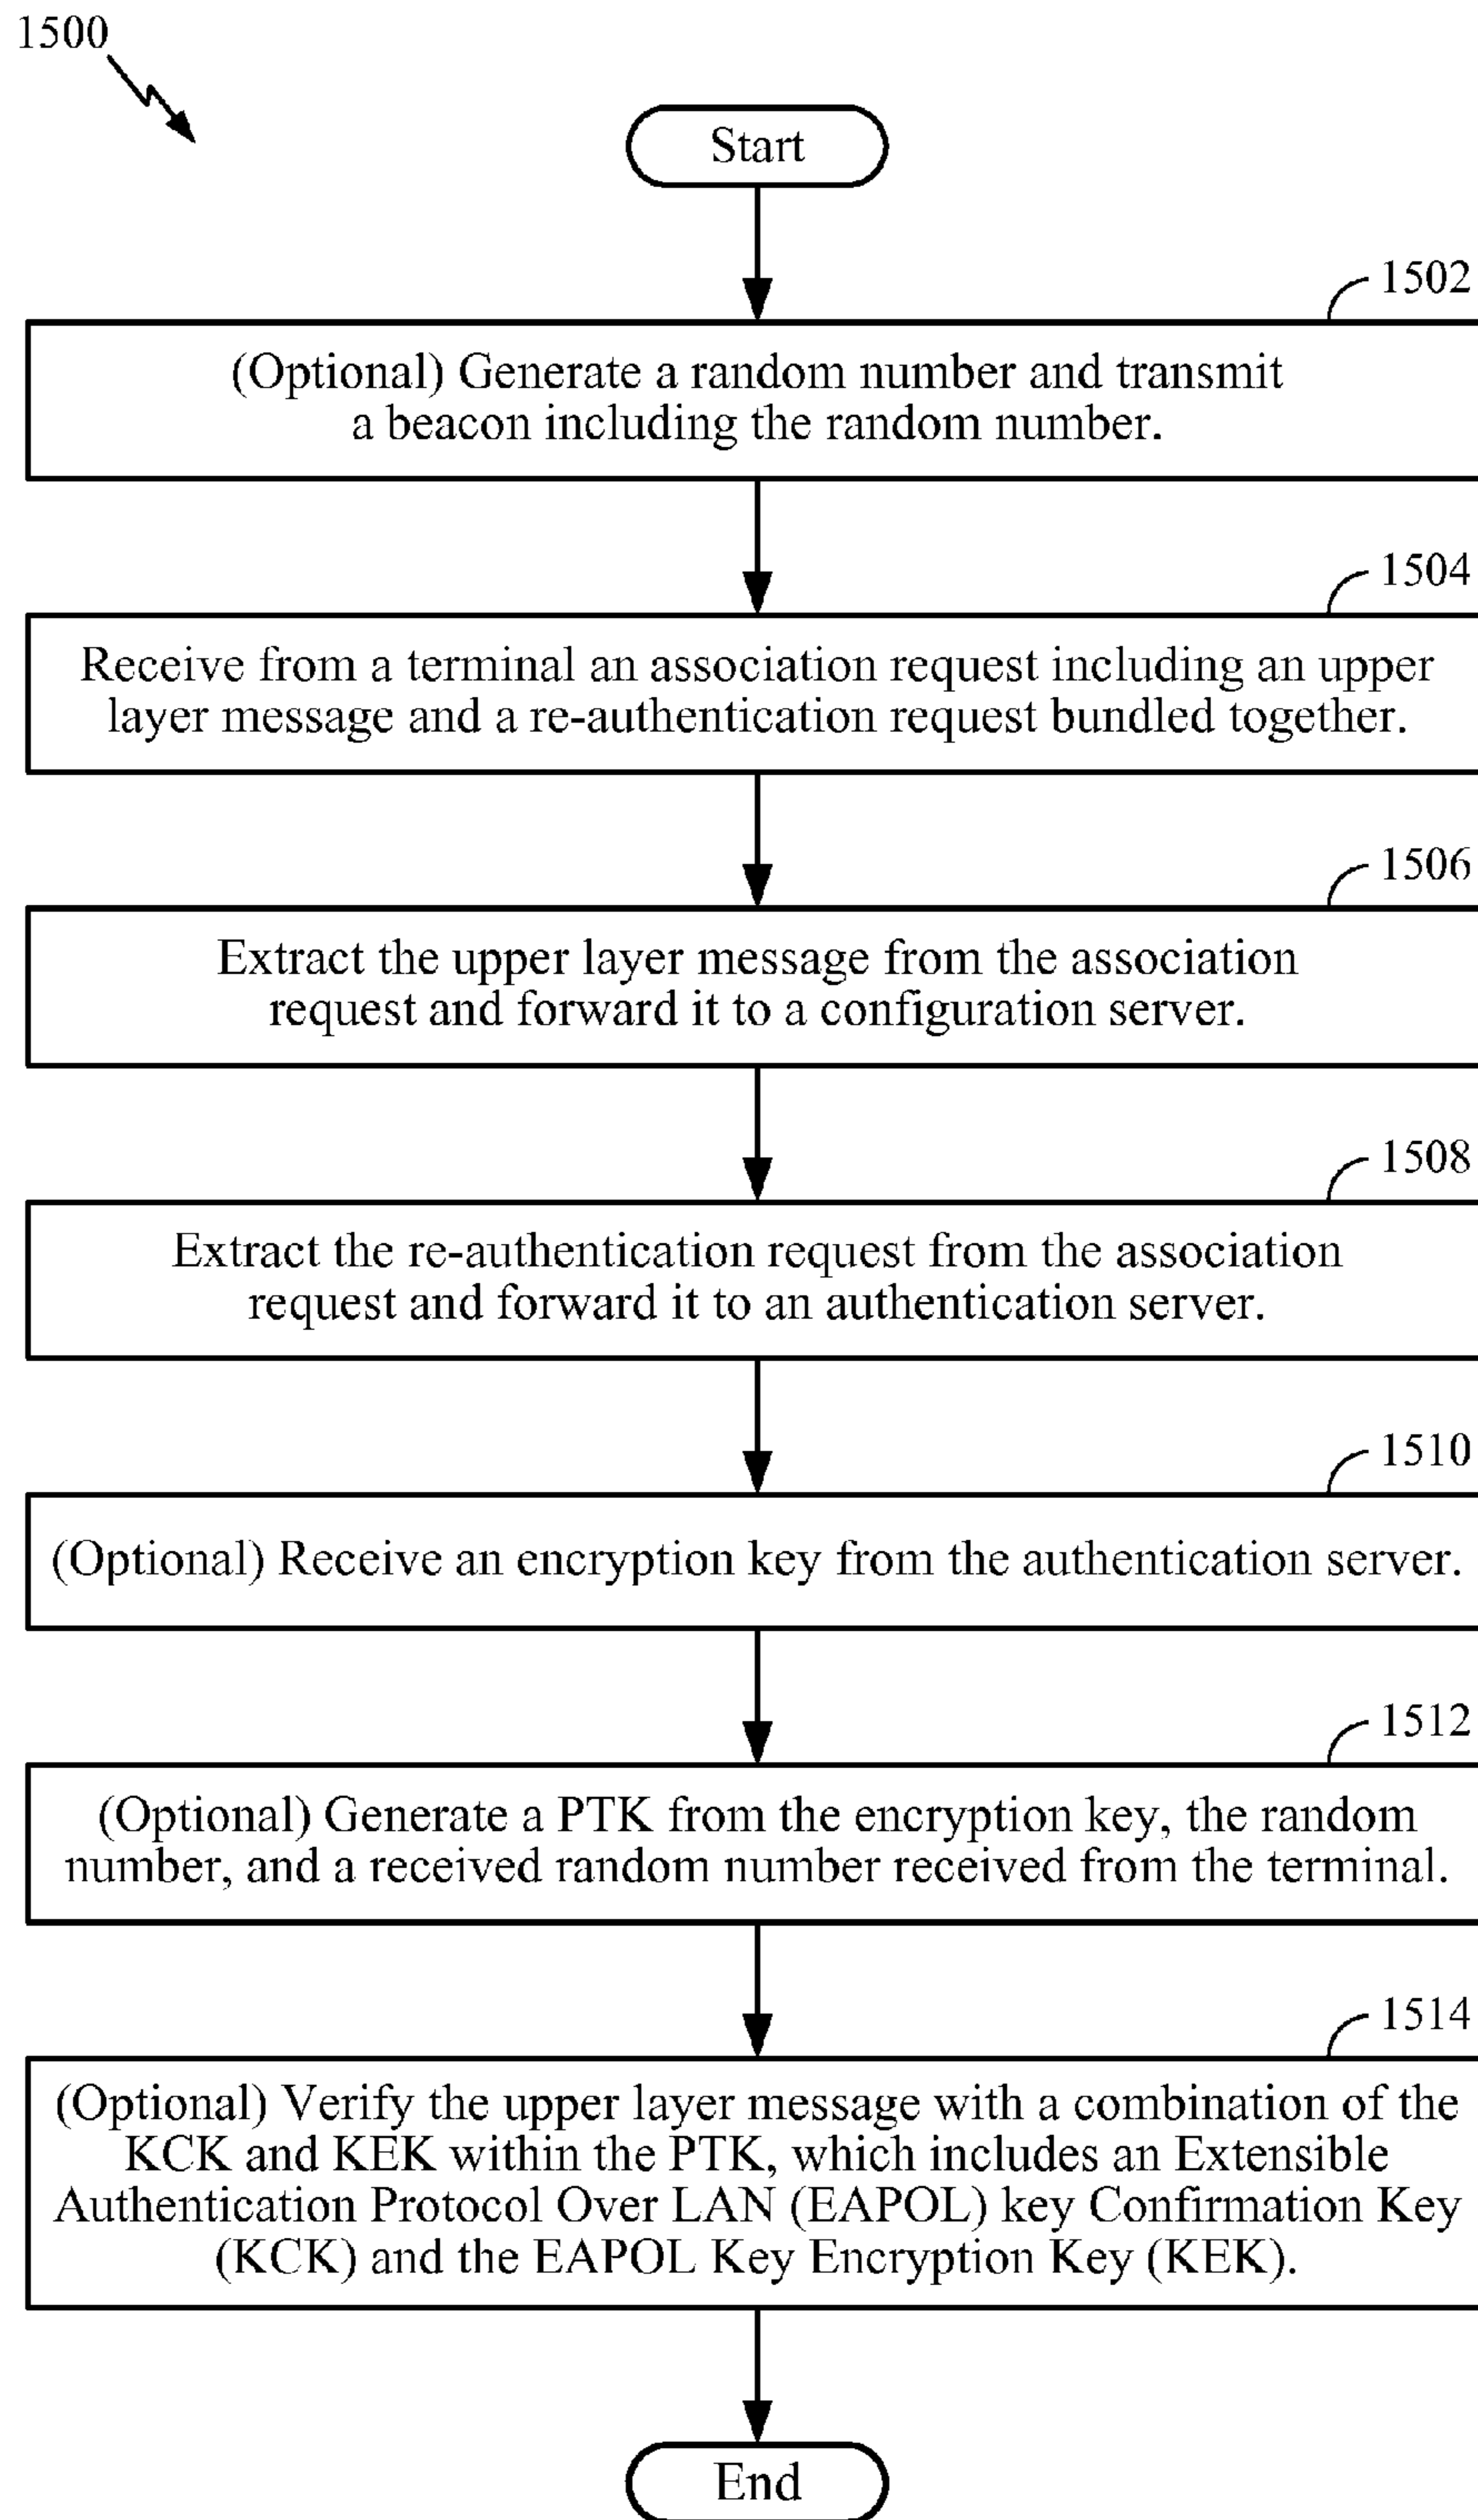 1500
Start
1502
(Optional) Generate a random number and transmit
a beacon including the random number.
1504
Receive from a terminal an association request including an upper
layer message and a re-authentication request bundled together.
1506
Extract the upper layer message from the association
request and forward it to a configuration server.
1508
Extract the re-authentication request from the association
request and forward it to an authentication server.
1510
(Optional) Receive an encryption key from the authentication server.
1512
(Optional) Generate a PTK from the encryption key, the random
number, and a received random number received from the terminal.
1514
(Optional) Verify the upper layer message with a combination of the
KCK and KEK within the PTK, which includes an Extensible
Authentication Protocol Over LAN (EAPOL) key Confirmation Key
(KCK) and the EAPOL Key Encryption Key (KEK).
End